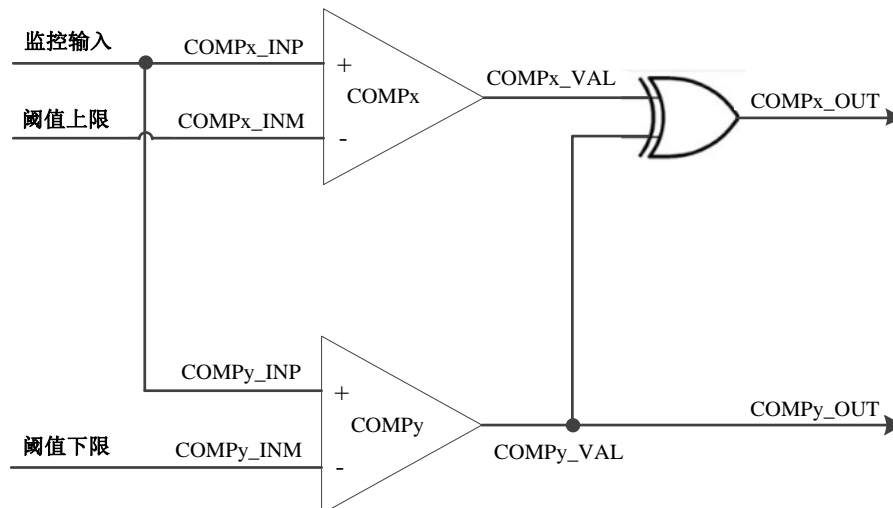 监控输入
COMPx_INP
+
COMPx
COMPx_VAL
COMPx_OUT
阈值上限
COMPx_INM
-
COMPy_INP
+
COMPy
COMPy_OUT
阈值下限
COMPy_INM
-
COMPy_VAL